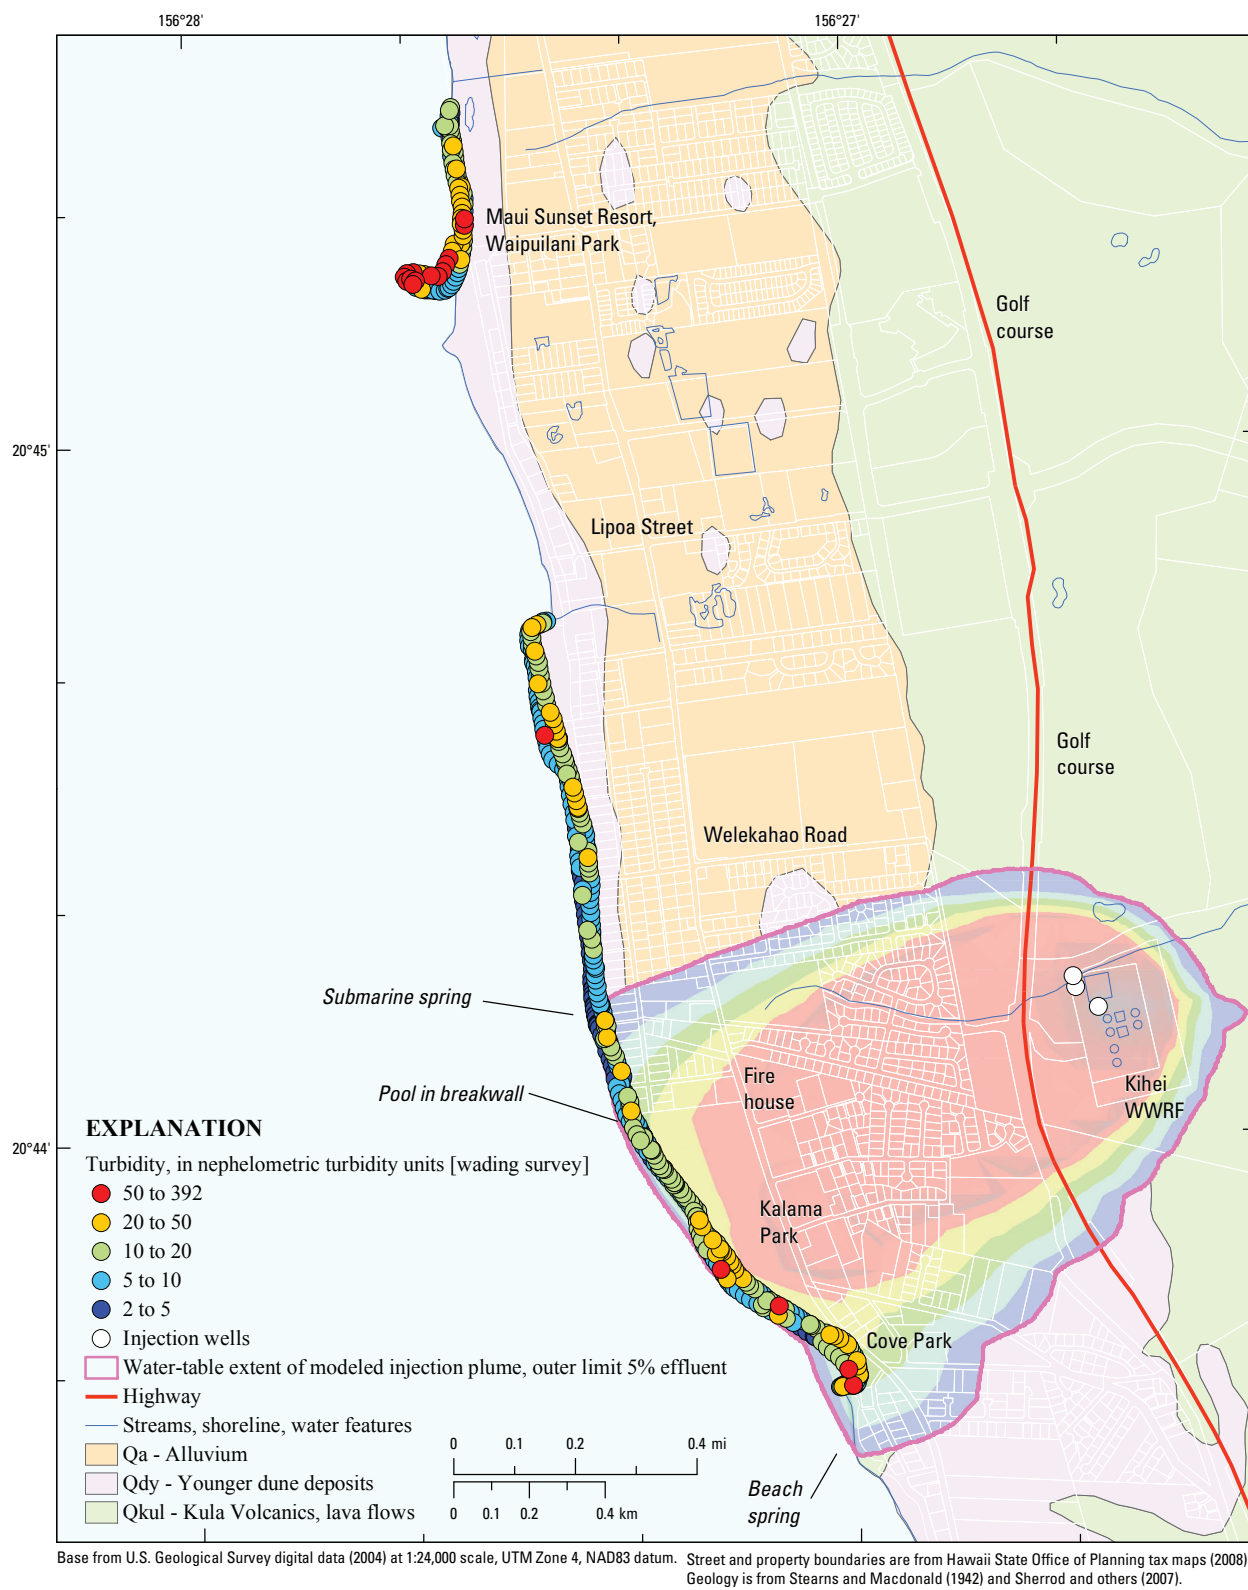 156°28'
156°27'
Maui Sunset Resort,
Waipuilani Park
Golf
course
20°45'
Lipoa Street
Golf
course
Welekahao Road
Submarine spring
Fire
house
Pool in breakwall
Kihei
WWRF
20°44'
Kalama
Park
Cove Park
EXPLANATION
Turbidity, in nephelometric turbidity units [wading survey]
50 to 392
20 to 50
10 to 20
5 to 10
2 to 5
Injection wells
Water-table extent of modeled injection plume, outer limit 5% effluent
Highway
Streams, shoreline, water features
Qa - Alluvium
Qdy - Younger dune deposits
Qkul - Kula Volcanics, lava flows
0 0.1 0.2 0.4 mi
0 0.1 0.2 0.4 km
Beach
spring
Base from U.S. Geological Survey digital data (2004) at 1:24,000 scale, UTM Zone 4, NAD83 datum.
Street and property boundaries are from Hawaii State Office of Planning tax maps (2008)
Geology is from Stearns and Macdonald (1942) and Sherrod and others (2007).